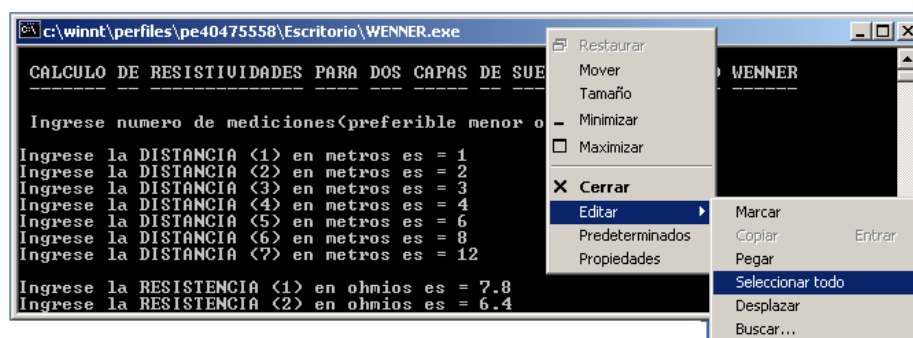 c:\winnt\perfiles\pe40475558\Escritorio\WENNER.exe
CALCULO DE RESISTIVIDADES PARA DOS CAPAS DE SUE WENNER
Ingrese numero de mediciones(preferible menor o
Ingrese la DISTANCIA (1) en metros es = 1
Ingrese la DISTANCIA (2) en metros es = 2
Ingrese la DISTANCIA (3) en metros es = 3
Ingrese la DISTANCIA (4) en metros es = 4
Ingrese la DISTANCIA (5) en metros es = 6
Ingrese la DISTANCIA (6) en metros es = 8
Ingrese la DISTANCIA (7) en metros es = 12
Ingrese la RESISTENCIA (1) en ohmios es = 7.8
Ingrese la RESISTENCIA (2) en ohmios es = 6.4
Restaurar
Mover
Tamaño
Minimizar
Maximizar
Cerrar
Editar
Predeterminados
Propiedades
Marcar
Copiar Entrar
Pegar
Seleccionar todo
Desplazar
Buscar...